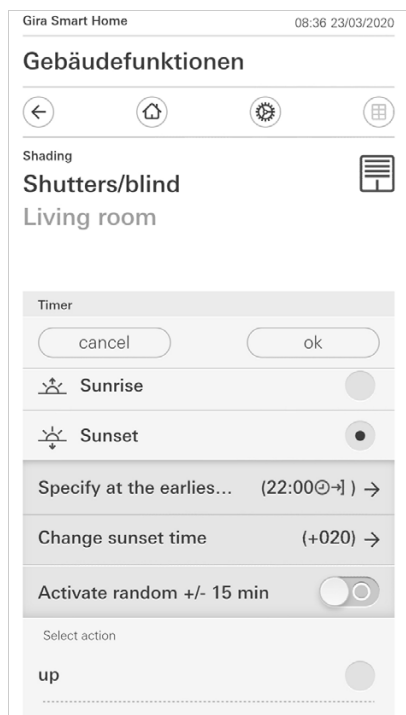 Gira Smart Home 08:36 23/03/2020
Gebäudefunktionen
Shading
Shutters/blind
Living room
Timer
cancel ok
Sunrise
Sunset
Specify at the earlies... (22:00 )
Change sunset time (+020)
Activate random +/- 15 min
Select action
up